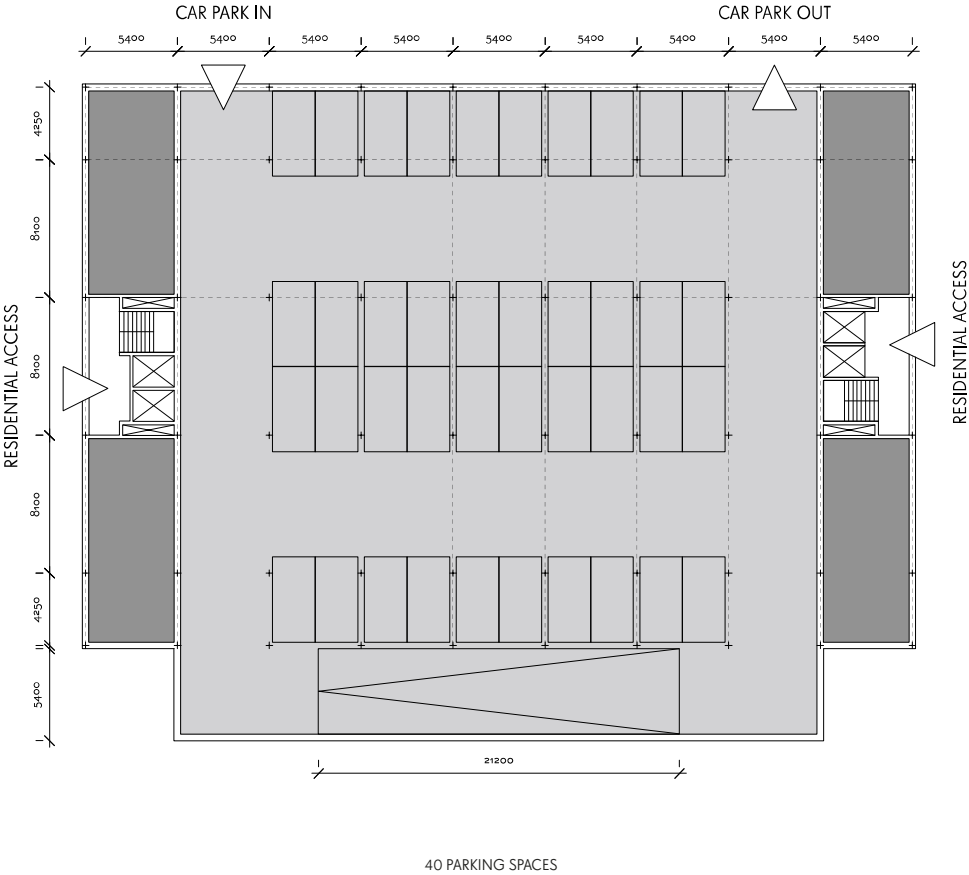 CAR PARK IN
CAR PARK OUT
5400 5400 5400 5400 5400 5400 5400 5400 5400
4250
8100
8100
8100
4250
5400
RESIDENTIAL ACCESS
RESIDENTIAL ACCESS
21200
40 PARKING SPACES